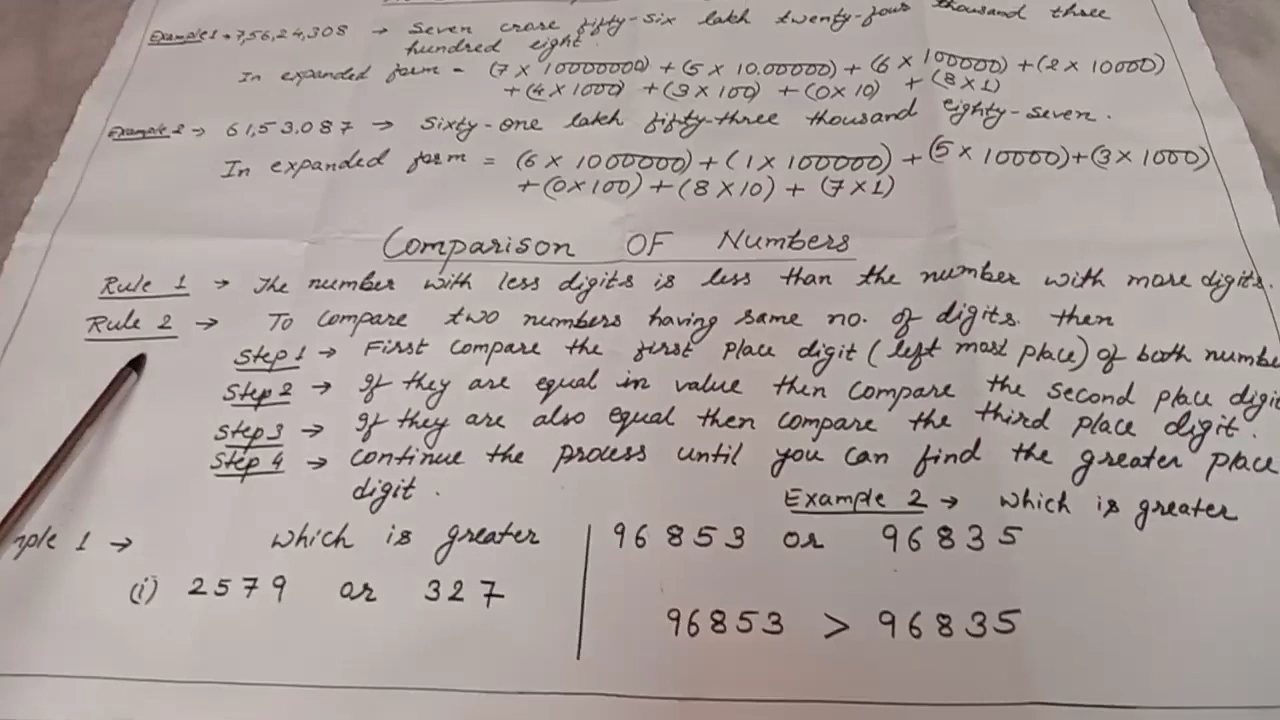 Example 1 → 7,56,24,308 → Seven crore fifty-six lakh twenty-four thousand three
hundred eight.
In expanded form = (7 × 10000000) + (5 × 10,00000) + (6 × 100000) + (2 × 10000)
+ (4 × 1000) + (3 × 100) + (0 × 10) + (8 × 1)
Example 2 → 61,53,087 → Sixty-one lakh fifty-three thousand eighty-seven.
In expanded form = (6 × 1000000) + (1 × 100000) + (5 × 10000) + (3 × 1000)
+ (0 × 100) + (8 × 10) + (7 × 1)
Comparison OF Numbers
Rule 1 → The number with less digits is less than the number with more digits.
Rule 2 → To compare two numbers having same no. of digits. then
Step 1 → First compare the first place digit (left most place) of both numbe
Step 2 → If they are equal in value then compare the second place digi
Step 3 → If they are also equal then compare the third place digit.
Step 4 → continue the process until you can find the greater place
digit.
mple 1 → which is greater
(i) 2579 or 327
Example 2 → which is greater
96853 or 96835
96853 > 96835